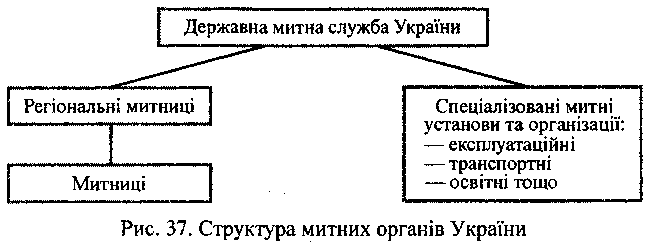 Державна митна служба України
Регіональні митниці
Митниці
Спеціалізовані митні
установи та організації:
— експлуатаційні
— транспортні
— освітні тощо
Рис. 37. Структура митних органів України